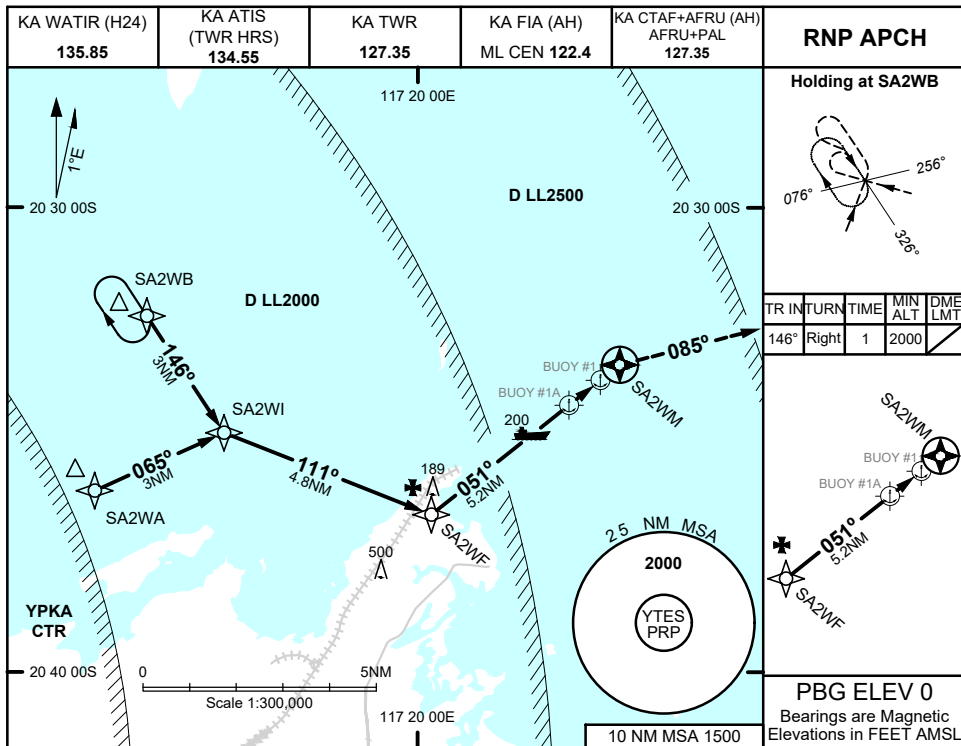 KA WATIR (H24)
135.85
KA ATIS
(TWR HRS)
134.55
KA TWR
127.35
KA FIA (AH)
ML CEN 122.4
KA CTAF+AFRU (AH)
AFRU+PAL
127.35
RNP APCH
117 20 00E
1°E
20 30 00S
20 30 00S
D LL2500
D LL2000
SA2WB
146º
3NM
SA2WI
065º
3NM
SA2WA
111º
4.8NM
189
SA2WF
500
051º
5.2NM
200
BUOY #1A
BUOY #1
SA2WM
085º
YPKA
CTR
20 40 00S
0
5NM
Scale 1:300,000
117 20 00E
25 NM MSA
2000
YTES
PRP
10 NM MSA 1500
Holding at SA2WB
256°
076°
326°
TR IN TURN TIME MIN ALT DME LMT
146° Right 1 2000
SA2WM
BUOY #1
BUOY #1A
051º
5.2NM
SA2WF
PBG ELEV 0
Bearings are Magnetic
Elevations in FEET AMSL